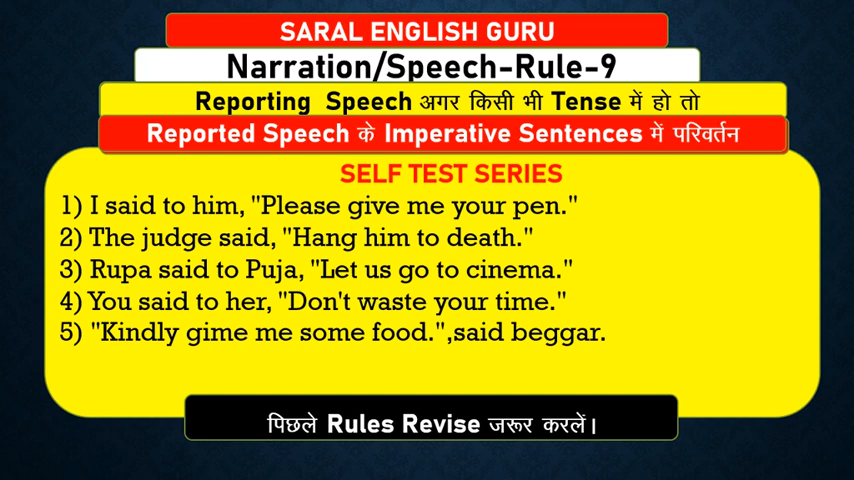 SARAL ENGLISH GURU
Narration/Speech-Rule-9
Reporting Speech अगर किसी भी Tense में हो तो
Reported Speech के Imperative Sentences में परिवर्तन
SELF TEST SERIES
1) I said to him, "Please give me your pen."
2) The judge said, "Hang him to death."
3) Rupa said to Puja, "Let us go to cinema."
4) You said to her, "Don't waste your time."
5) "Kindly gime me some food.",said beggar.
पिछले Rules Revise जरूर करलें।